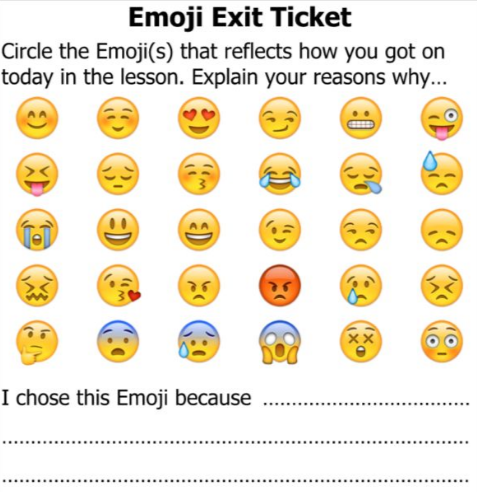 Emoji Exit Ticket
Circle the Emoji(s) that reflects how you got on
today in the lesson. Explain your reasons why...
I chose this Emoji because ....................................
................................................................................
................................................................................